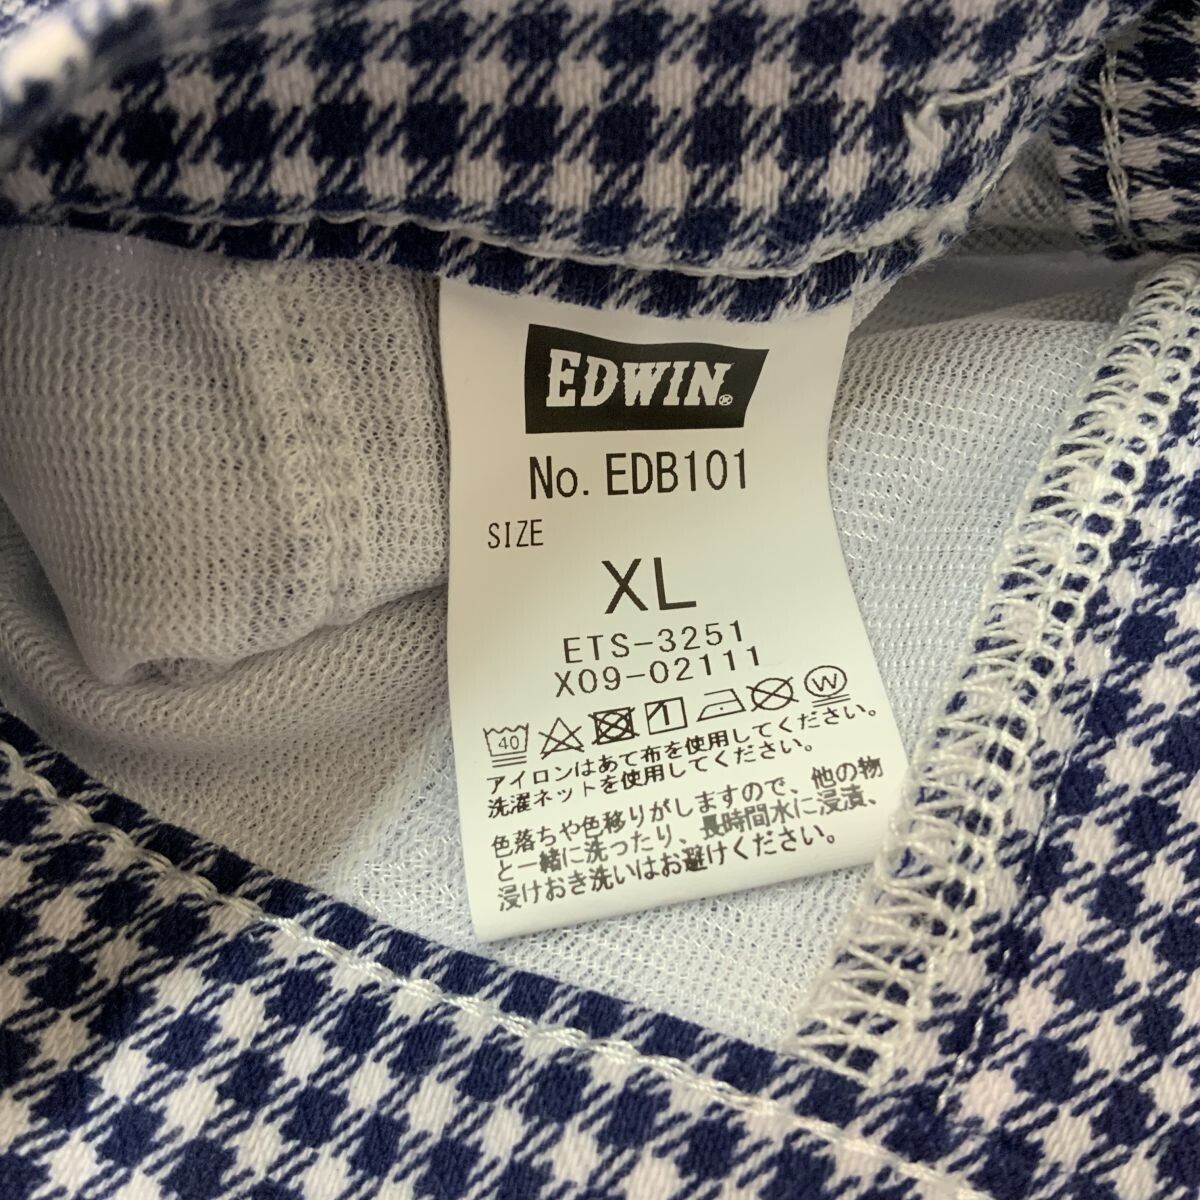 EDWIN®
No. EDB101
SIZE
XL
ETS-3251
X09-02111
40 1 W
アイロンはあて布を使用してください。
洗濯ネットを使用してください。
色落ちや色移りがしますので、他の物
と一緒に洗ったり、長時間水に浸漬、
浸けおき洗いはお避けください。